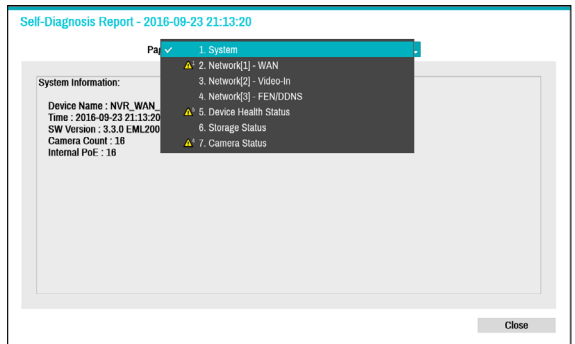 Self-Diagnosis Report - 2016-09-23 21:13:20
1. System
2. Network[1] - WAN
3. Network[2] - Video-In
4. Network[3] - FEN/DDNS
5. Device Health Status
6. Storage Status
7. Camera Status
System Information:
Device Name : NVR_WAN_
Time : 2016-09-23 21:13:20
SW Version : 3.3.0 EML200
Camera Count : 16
Internal PoE : 16
Close